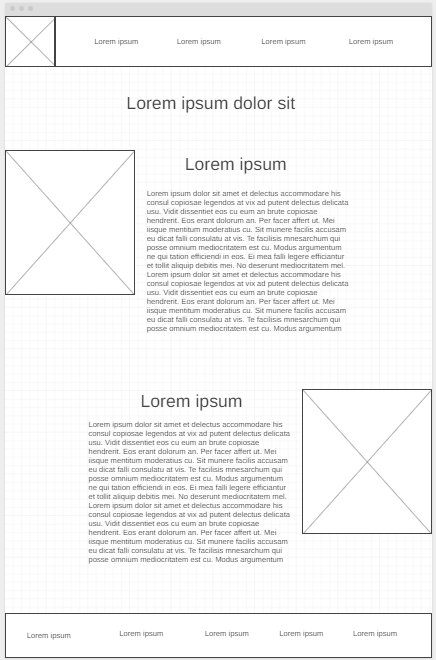 Lorem ipsum Lorem ipsum Lorem ipsum Lorem ipsum
Lorem ipsum dolor sit
Lorem ipsum
Lorem ipsum dolor sit amet et delectus accommodare his
consul copiosae legendos at vix ad putent delectus delicata
usu. Vidit dissentiet eos cu eum an brute copiosae
hendrerit. Eos erant dolorum an. Per facer affert ut. Mei
iisque mentitum moderatius cu. Sit munere facilis accusam
eu dicat falli consulatu at vis. Te facilisis mnesarchum qui
posse omnium mediocritatem est cu. Modus argumentum
ne qui tation efficiendi in eos. Ei mea falli legere efficiantur
et tollit aliquip debitis mei. No deserunt mediocritatem mel.
Lorem ipsum dolor sit amet et delectus accommodare his
consul copiosae legendos at vix ad putent delectus delicata
usu. Vidit dissentiet eos cu eum an brute copiosae
hendrerit. Eos erant dolorum an. Per facer affert ut. Mei
iisque mentitum moderatius cu. Sit munere facilis accusam
eu dicat falli consulatu at vis. Te facilisis mnesarchum qui
posse omnium mediocritatem est cu. Modus argumentum
Lorem ipsum
Lorem ipsum dolor sit amet et delectus accommodare his
consul copiosae legendos at vix ad putent delectus delicata
usu. Vidit dissentiet eos cu eum an brute copiosae
hendrerit. Eos erant dolorum an. Per facer affert ut. Mei
iisque mentitum moderatius cu. Sit munere facilis accusam
eu dicat falli consulatu at vis. Te facilisis mnesarchum qui
posse omnium mediocritatem est cu. Modus argumentum
ne qui tation efficiendi in eos. Ei mea falli legere efficiantur
et tollit aliquip debitis mei. No deserunt mediocritatem mel.
Lorem ipsum dolor sit amet et delectus accommodare his
consul copiosae legendos at vix ad putent delectus delicata
usu. Vidit dissentiet eos cu eum an brute copiosae
hendrerit. Eos erant dolorum an. Per facer affert ut. Mei
iisque mentitum moderatius cu. Sit munere facilis accusam
eu dicat falli consulatu at vis. Te facilisis mnesarchum qui
posse omnium mediocritatem est cu. Modus argumentum
Lorem ipsum Lorem ipsum Lorem ipsum Lorem ipsum Lorem ipsum